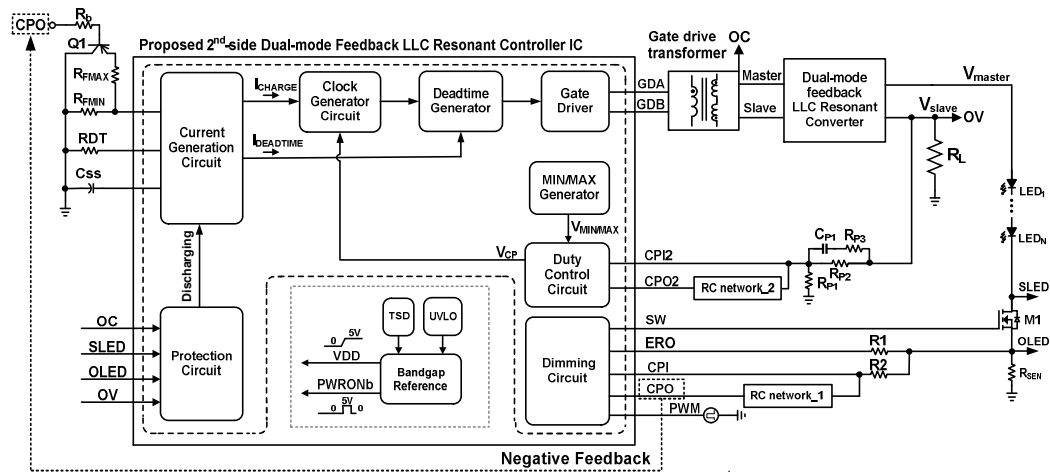 CPO
Rb
Q1
RFMAX
RFMIN
RDT
Css
Proposed 2nd-side Dual-mode Feedback LLC Resonant Controller IC
Current
Generation
Circuit
ICHARGE
IDEADTIME
Clock
Generator
Circuit
Deadtime
Generator
Gate
Driver
GDA
GDB
Gate drive
transformer
OC
Master
Slave
Dual-mode
feedback
LLC Resonant
Converter
Vmaster
Vslave
OV
RL
LED1
LEDN
MIN/MAX
Generator
VMIN/MAX
VCP
Duty
Control
Circuit
CPI2
CPO2
RC network_2
CP1
RP3
RP2
RP1
SLED
M1
OLED
RSEN
Discharging
OC
SLED
OLED
OV
Protection
Circuit
TSD
UVLO
0 5V
VDD
PWRONb
5V
0 0
Bandgap
Reference
Dimming
Circuit
SW
ERO
CPI
CPO
PWM
R1
R2
RC network_1
Negative Feedback